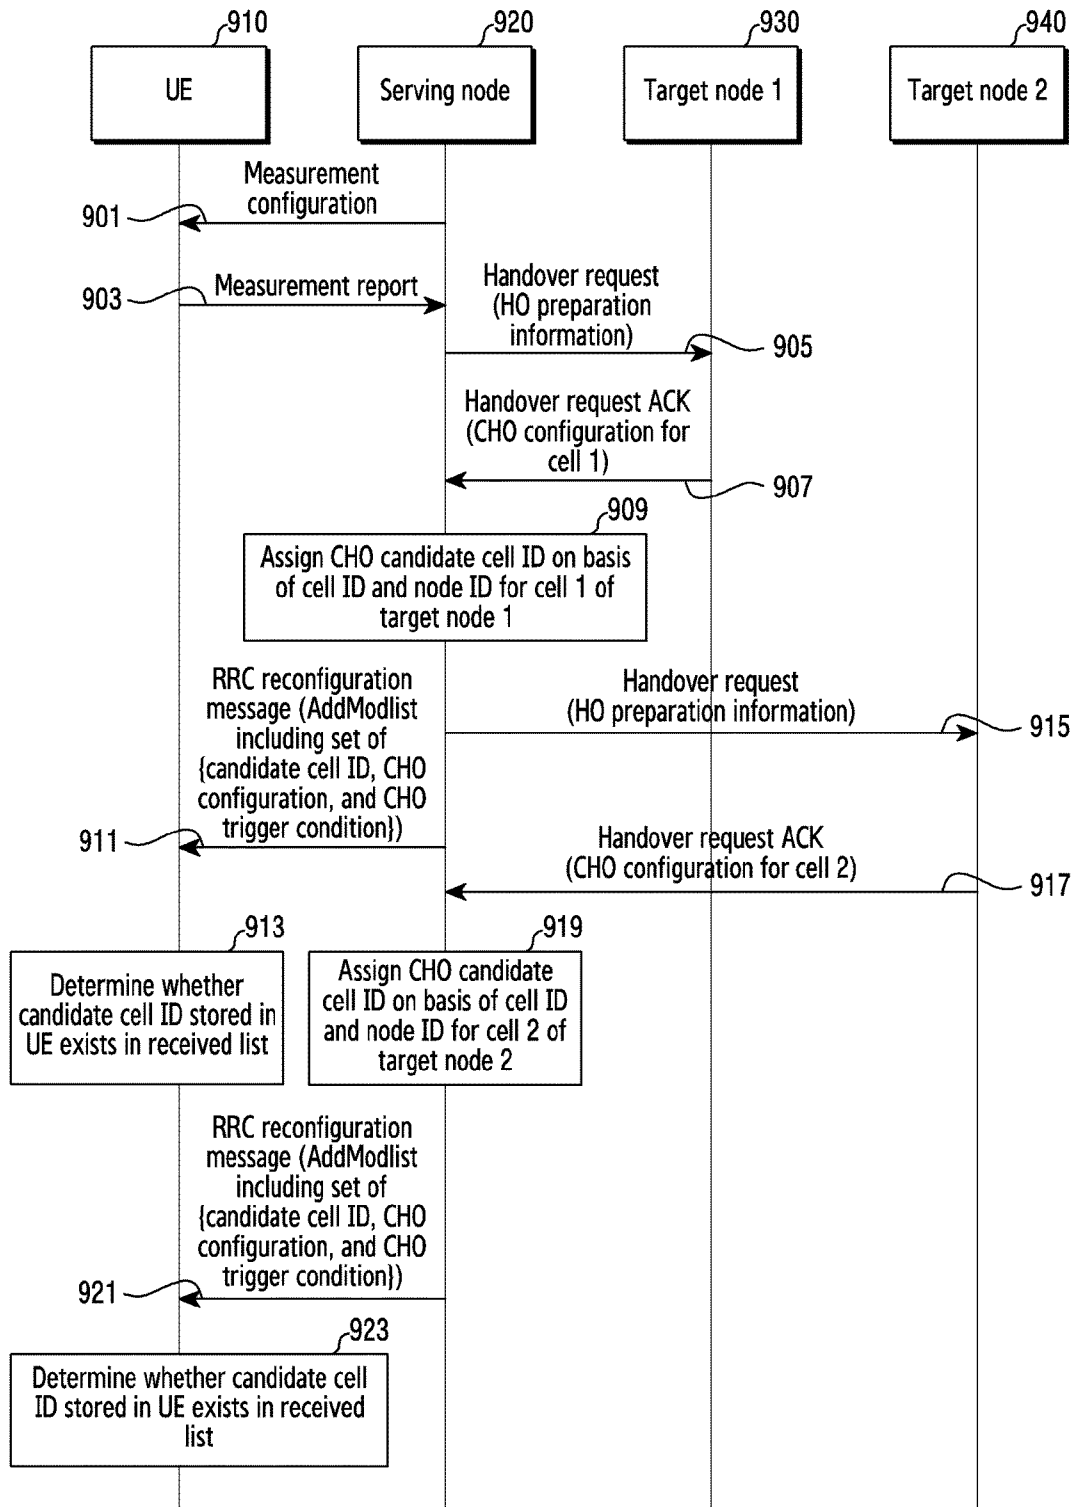 910
920
930
940
UE
Serving node
Target node 1
Target node 2
Measurement
configuration
901
Measurement report
903
Handover request
(HO preparation
information)
905
Handover request ACK
(CHO configuration for
cell 1)
907
909
Assign CHO candidate cell ID on basis
of cell ID and node ID for cell 1 of
target node 1
RRC reconfiguration
message (AddModlist
including set of
{candidate cell ID, CHO
configuration, and CHO
trigger condition})
911
Handover request
(HO preparation information)
915
Handover request ACK
(CHO configuration for cell 2)
917
913
Determine whether
candidate cell ID stored in
UE exists in received list
919
Assign CHO candidate
cell ID on basis of cell ID
and node ID for cell 2 of
target node 2
RRC reconfiguration
message (AddModlist
including set of
{candidate cell ID, CHO
configuration, and CHO
trigger condition})
921
923
Determine whether candidate cell
ID stored in UE exists in received
list